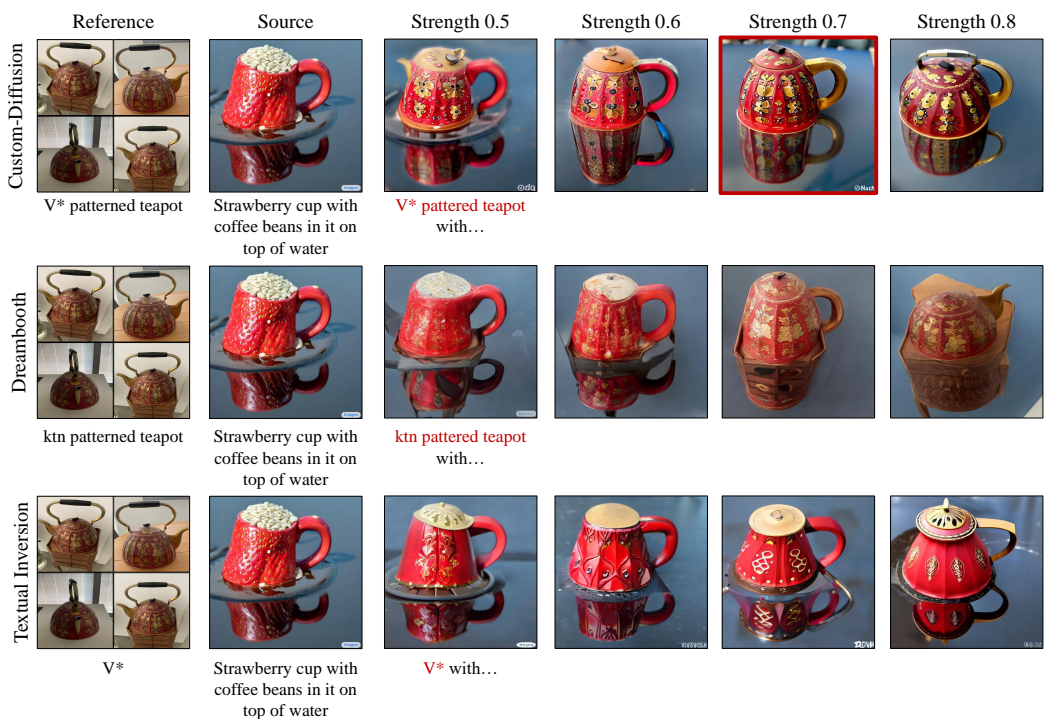 Reference Source Strength 0.5 Strength 0.6 Strength 0.7 Strength 0.8
Custom-Diffusion
V* patterned teapot
Strawberry cup with
coffee beans in it on
top of water
V* pattered teapot
with…
Dreambooth
ktn patterned teapot
Strawberry cup with
coffee beans in it on
top of water
ktn pattered teapot
with…
Textual Inversion
V*
Strawberry cup with
coffee beans in it on
top of water
V* with…